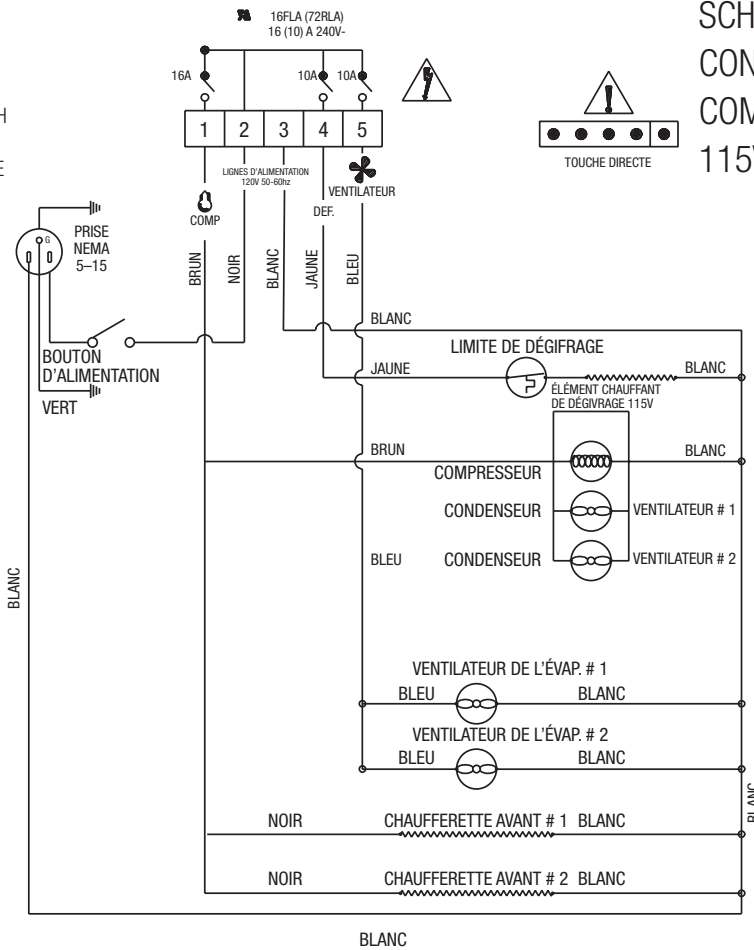 16FLA (72RLA)
16 (10) A 240V-
16A
10A
10A
1
2
3
4
5
LIGNES D'ALIMENTATION
120V 50-60hz
COMP
DEF.
VENTILATEUR
TOUCHE DIRECTE
SCH
CON
COM
115V
H
E
G
PRISE
NEMA
5–15
BRUN
NOIR
BLANC
JAUNE
BLEU
BOUTON
D'ALIMENTATION
VERT
BLANC
LIMITE DE DÉGIFRAGE
JAUNE
BLANC
ÉLÉMENT CHAUFFANT
DE DÉGIVRAGE 115V
BRUN
BLANC
COMPRESSEUR
CONDENSEUR
VENTILATEUR # 1
BLEU
CONDENSEUR
VENTILATEUR # 2
BLANC
VENTILATEUR DE L'ÉVAP. # 1
BLEU
BLANC
VENTILATEUR DE L'ÉVAP. # 2
BLEU
BLANC
BLANC
NOIR
CHAUFFERETTE AVANT # 1
BLANC
NOIR
CHAUFFERETTE AVANT # 2
BLANC
BLANC